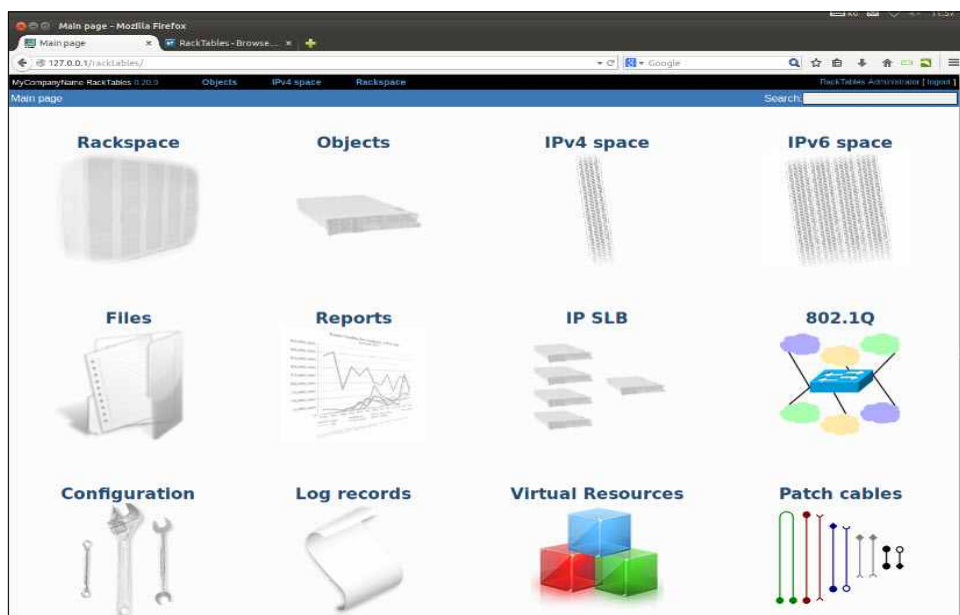 Main page - Mozilla Firefox
Main page × RackTables - Browse... ×
127.0.0.1/racktables/ Google
MyCompanyName RackTables 0.20.9 Objects IPv4 space Rackspace RackTables Administrator [ logout ]
Main page Search:
Rackspace Objects IPv4 space IPv6 space
Files Reports IP SLB 802.1Q
Configuration Log records Virtual Resources Patch cables